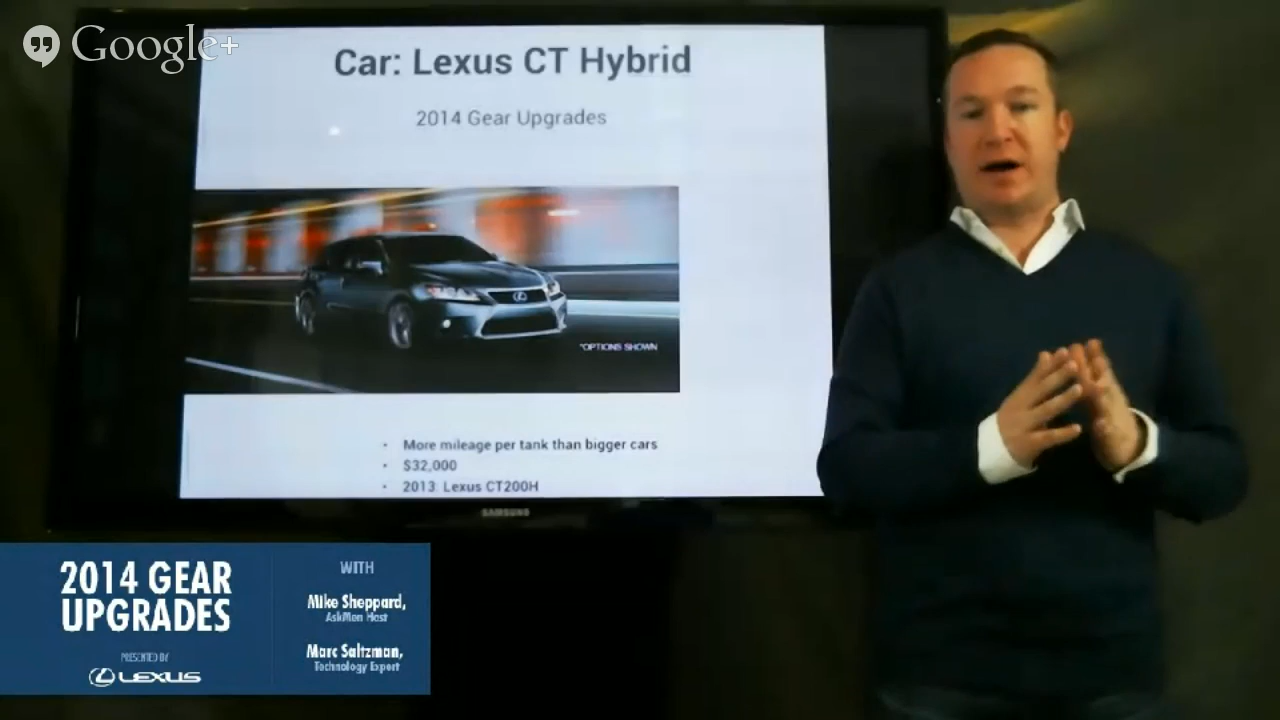 Google+
Car: Lexus CT Hybrid
2014 Gear Upgrades
*OPTIONS SHOWN
• More mileage per tank than bigger cars
• $32,000
• 2013: Lexus CT200H
SAMSUNG
2014 GEAR
UPGRADES
PRESENTED BY
LEXUS
WITH
Mike Sheppard,
AskMen Host
Marc Saltzman,
Technology Expert